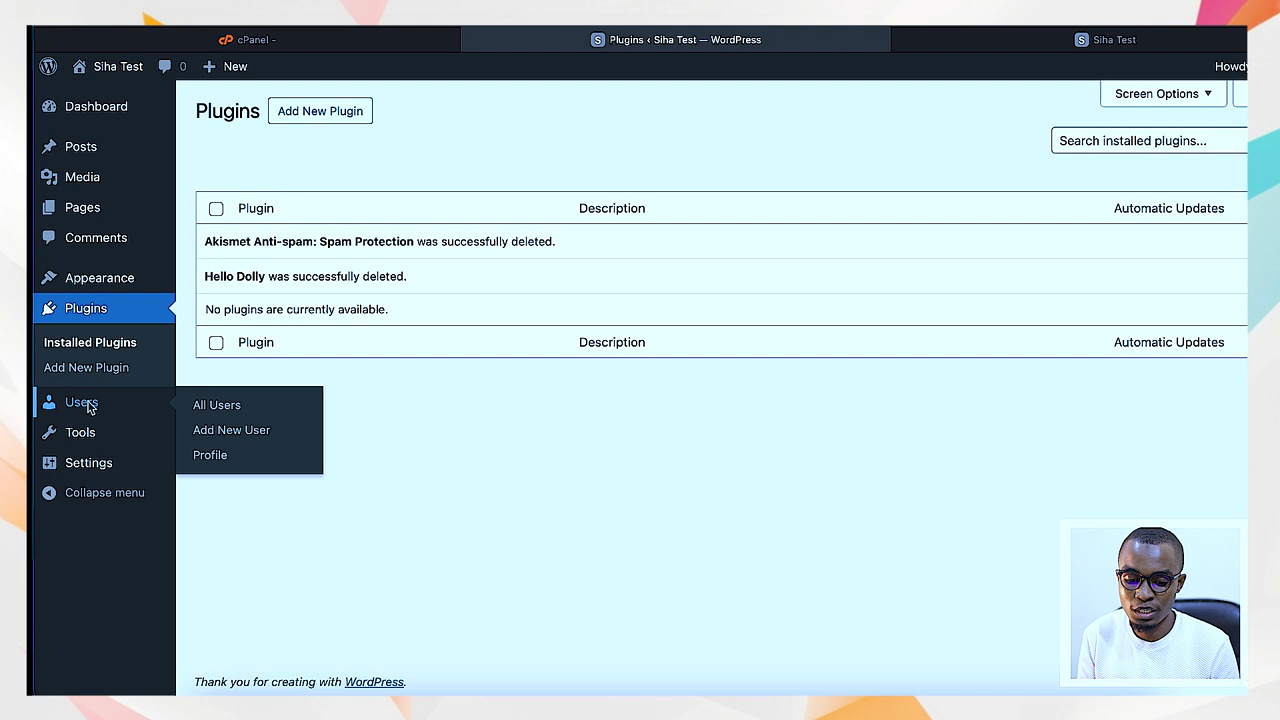 cPanel -
Plugins ‹ Siha Test — WordPress
Siha Test
Siha Test 0 New
Howdy
Dashboard
Posts
Media
Pages
Comments
Appearance
Plugins
Installed Plugins
Add New Plugin
Users
Tools
Settings
Collapse menu
All Users
Add New User
Profile
Plugins Add New Plugin
Screen Options
Search installed plugins...
Plugin Description Automatic Updates
Akismet Anti-spam: Spam Protection was successfully deleted.
Hello Dolly was successfully deleted.
No plugins are currently available.
Plugin Description Automatic Updates
Thank you for creating with WordPress.